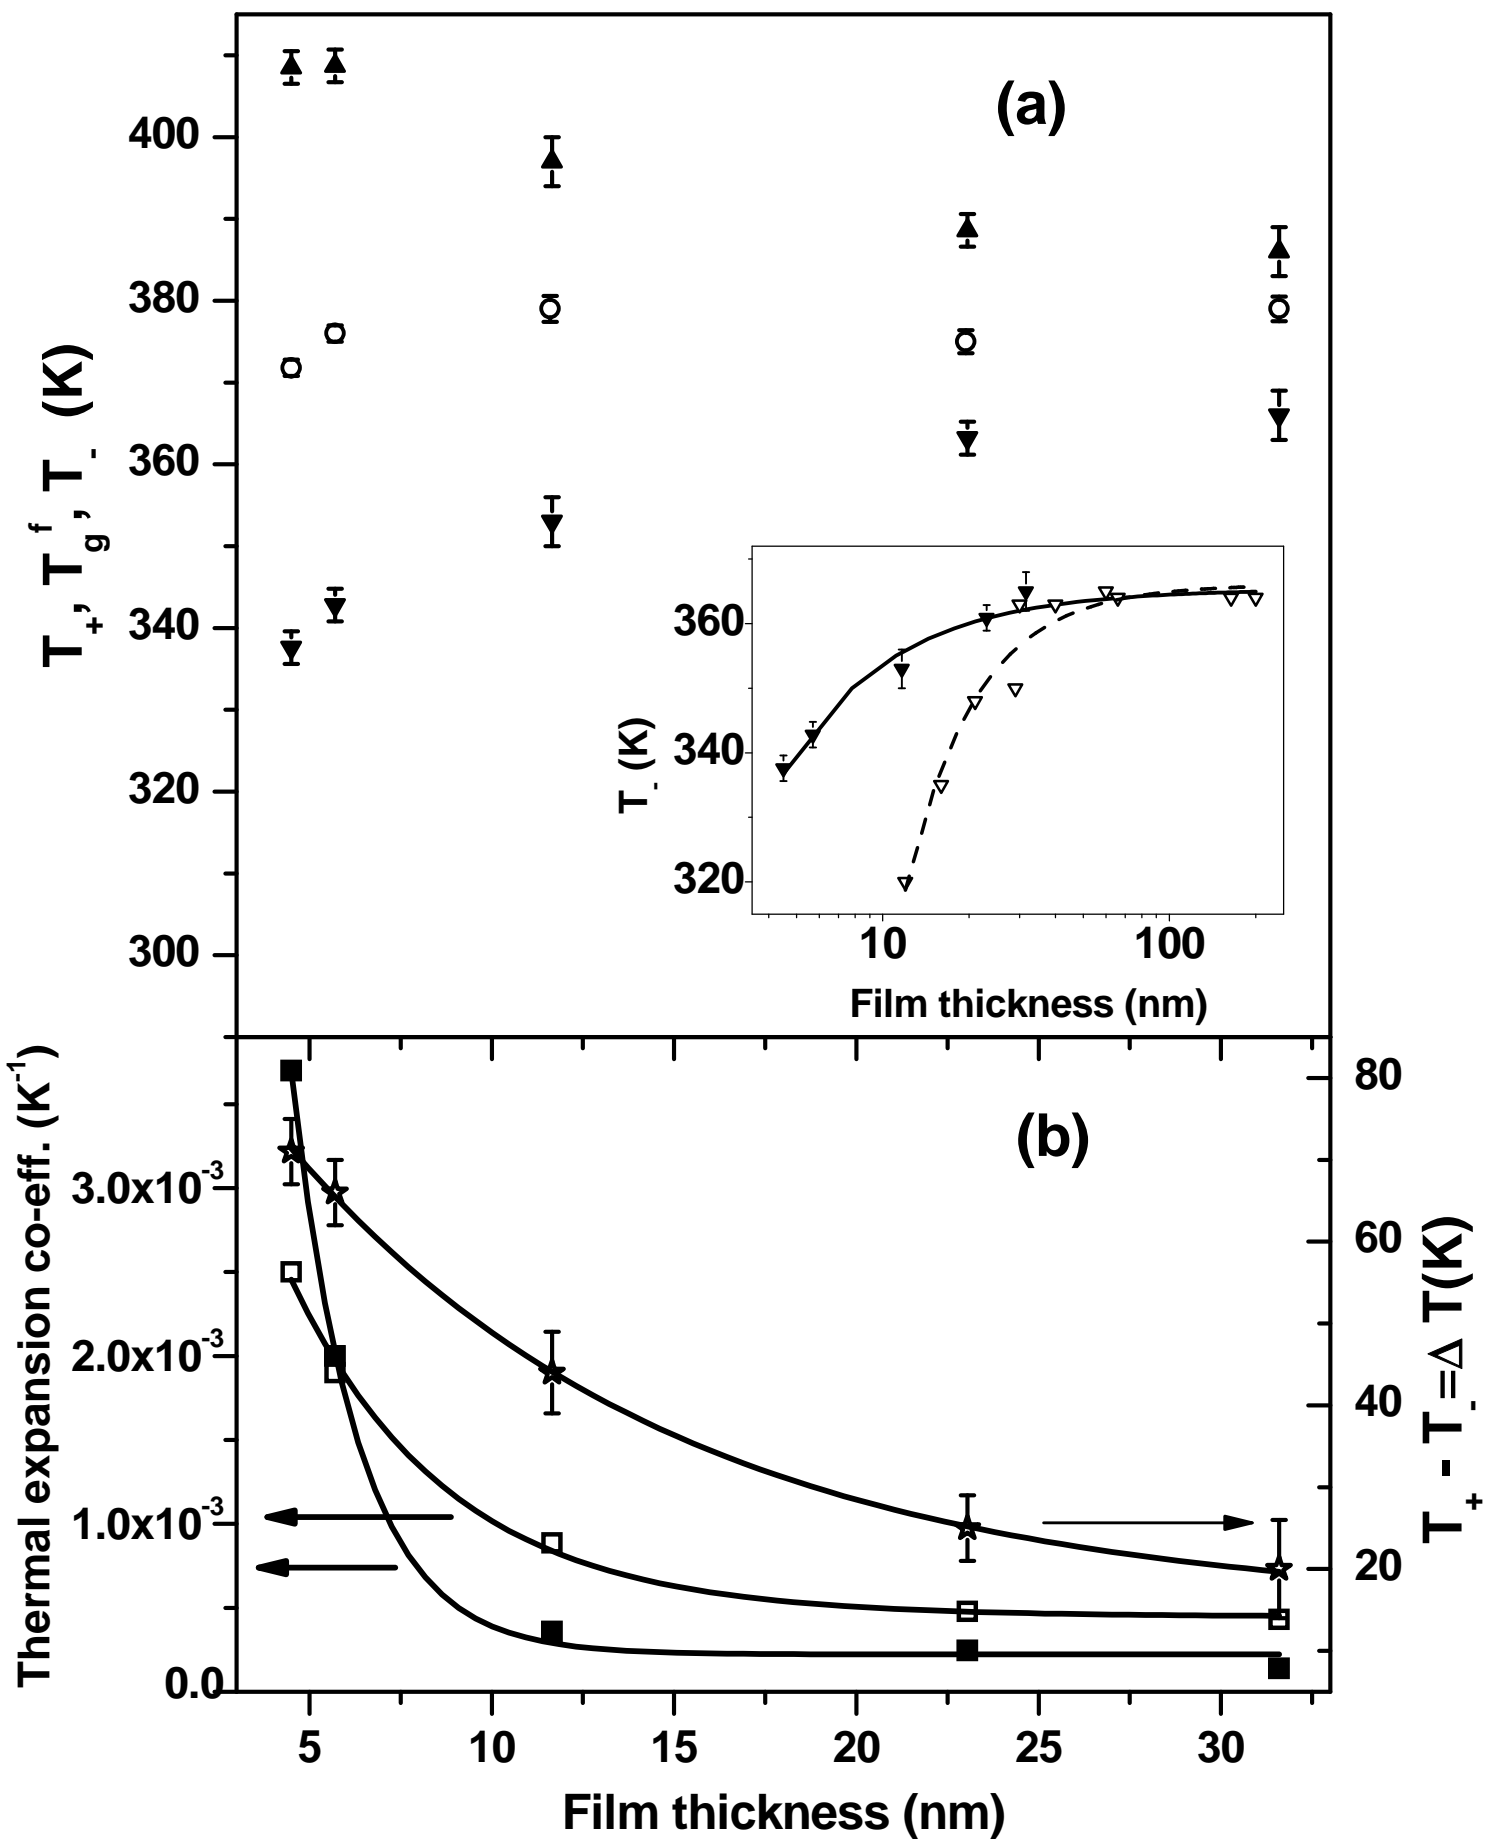 (a)
400
380
360
340
320
300
T+, Tg^f, T- (K)
360
340
320
T- (K)
10 100
Film thickness (nm)
(b)
Thermal expansion co-eff. (K^-1)
3.0x10^-3
2.0x10^-3
1.0x10^-3
0.0
80
60
40
20
T+ - T- =Δ T(K)
5 10 15 20 25 30
Film thickness (nm)